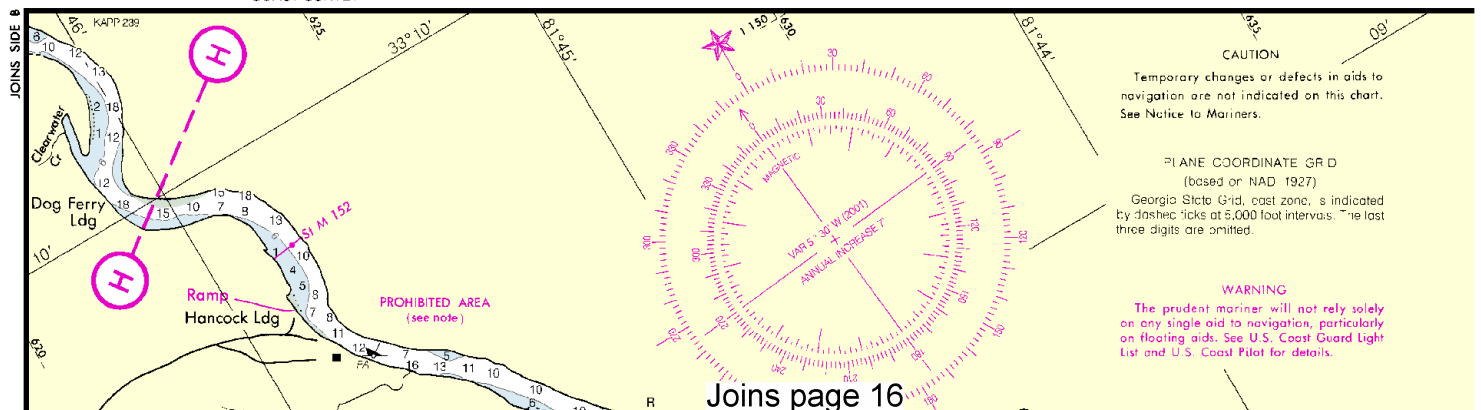 JOINS SIDE B
46'
KAPP 239
625
33°10'
81°45'
1 150
630
81°44'
635
09'
CAUTION
Temporary changes or defects in aids to
navigation are not indicated on this chart.
See Notice to Mariners.
PLANE COORDINATE GR D
(based on NAD 1927)
Georgia State Grid, east zone, s indicated
by dashed ticks at 5,000 foot intervals. The last
three digits are omitted.
WARNING
The prudent mariner will not rely solely
on any single aid to navigation, particularly
on floating aids. See U.S. Coast Guard Light
List and U.S. Coast Pilot for details.
H
H
Clearwater
Cr
Dog Ferry
Ldg
10'
St M 152
Ramp
Hancock Ldg
PROHIBITED AREA
(see note)
620
MAGNETIC
VAR 5°30'W (2001)
ANNUAL INCREASE 7'
R
Joins page 16